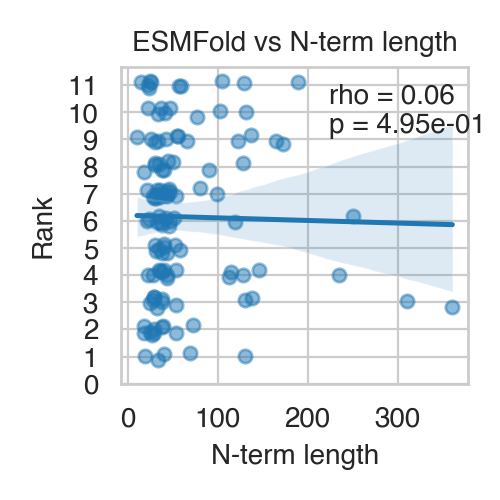 ESMFold vs N-term length
rho = 0.06
p = 4.95e-01
Rank
11
10
9
8
7
6
5
4
3
2
1
0
0 100 200 300
N-term length